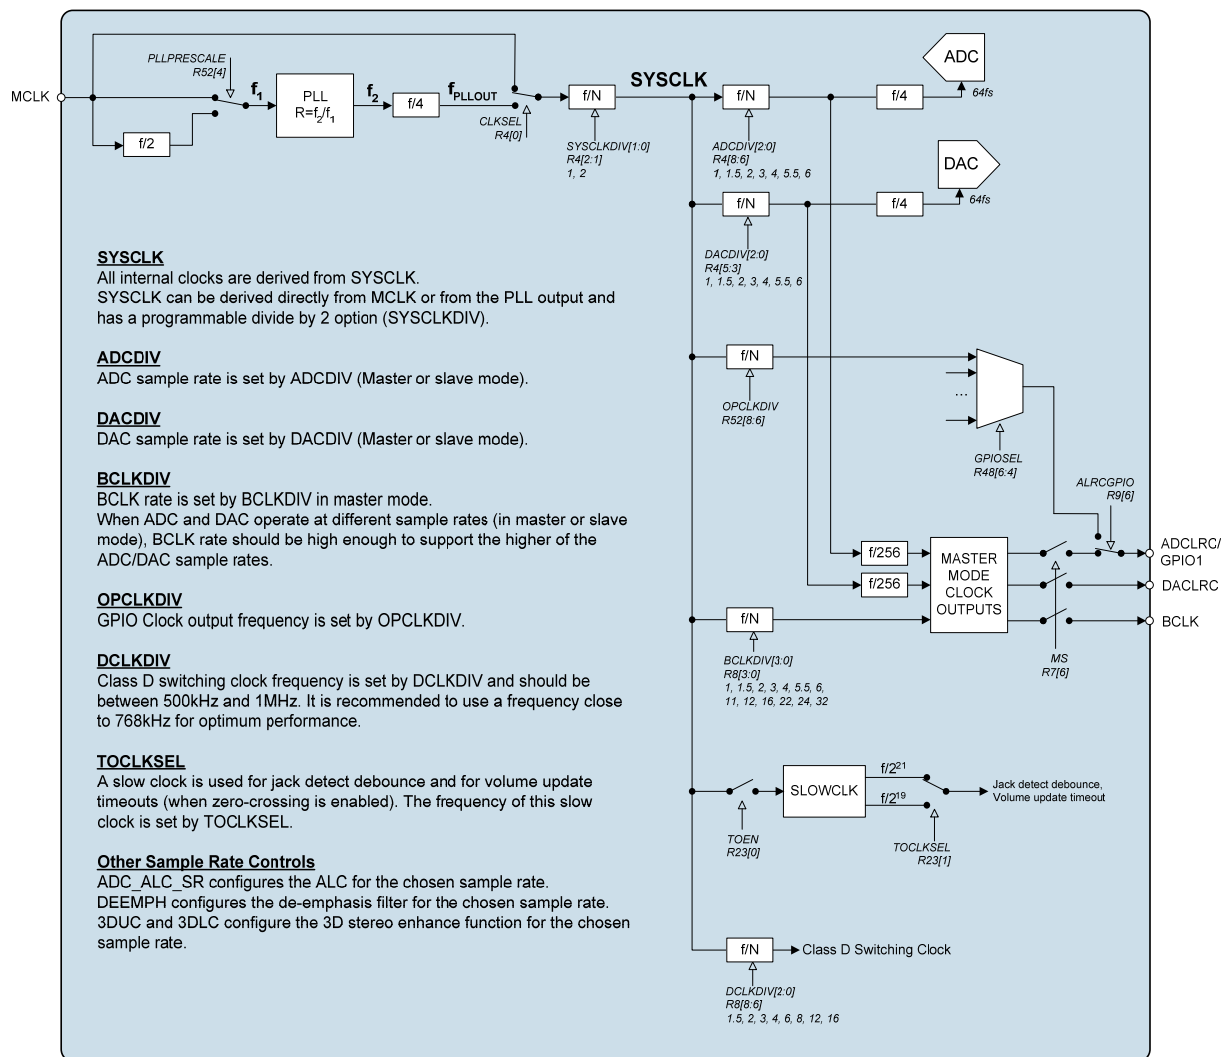 MCLK
PLLPRESCALE
R52[4]
f/2
f1
PLL
R=f2/f1
f2
f/4
fPLLOUT
CLKSEL
R4[0]
f/N
SYSCLKDIV[1:0]
R4[2:1]
1, 2
SYSCLK
f/N
ADCDIV[2:0]
R4[8:6]
1, 1.5, 2, 3, 4, 5.5, 6
f/4
ADC
64fs
f/N
DACDIV[2:0]
R4[5:3]
1, 1.5, 2, 3, 4, 5.5, 6
f/4
DAC
64fs
SYSCLK
All internal clocks are derived from SYSCLK.
SYSCLK can be derived directly from MCLK or from the PLL output and
has a programmable divide by 2 option (SYSCLKDIV).
ADCDIV
ADC sample rate is set by ADCDIV (Master or slave mode).
DACDIV
DAC sample rate is set by DACDIV (Master or slave mode).
BCLKDIV
BCLK rate is set by BCLKDIV in master mode.
When ADC and DAC operate at different sample rates (in master or slave
mode), BCLK rate should be high enough to support the higher of the
ADC/DAC sample rates.
OPCLKDIV
GPIO Clock output frequency is set by OPCLKDIV.
DCLKDIV
Class D switching clock frequency is set by DCLKDIV and should be
between 500kHz and 1MHz. It is recommended to use a frequency close
to 768kHz for optimum performance.
TOCLKSEL
A slow clock is used for jack detect debounce and for volume update
timeouts (when zero-crossing is enabled). The frequency of this slow
clock is set by TOCLKSEL.
Other Sample Rate Controls
ADC_ALC_SR configures the ALC for the chosen sample rate.
DEEMPH configures the de-emphasis filter for the chosen sample rate.
3DUC and 3DLC configure the 3D stereo enhance function for the chosen
sample rate.
f/N
OPCLKDIV
R52[8:6]
...
GPIOSEL
R48[6:4]
ALRCGPIO
R9[6]
f/256
f/256
MASTER
MODE
CLOCK
OUTPUTS
ADCLRC/
GPIO1
DACLRC
BCLK
MS
R7[6]
f/N
BCLKDIV[3:0]
R8[3:0]
1, 1.5, 2, 3, 4, 5.5, 6,
11, 12, 16, 22, 24, 32
TOEN
R23[0]
SLOWCLK
f/2²¹
f/2¹⁹
TOCLKSEL
R23[1]
Jack detect debounce,
Volume update timeout
f/N
Class D Switching Clock
DCLKDIV[2:0]
R8[8:6]
1.5, 2, 3, 4, 6, 8, 12, 16